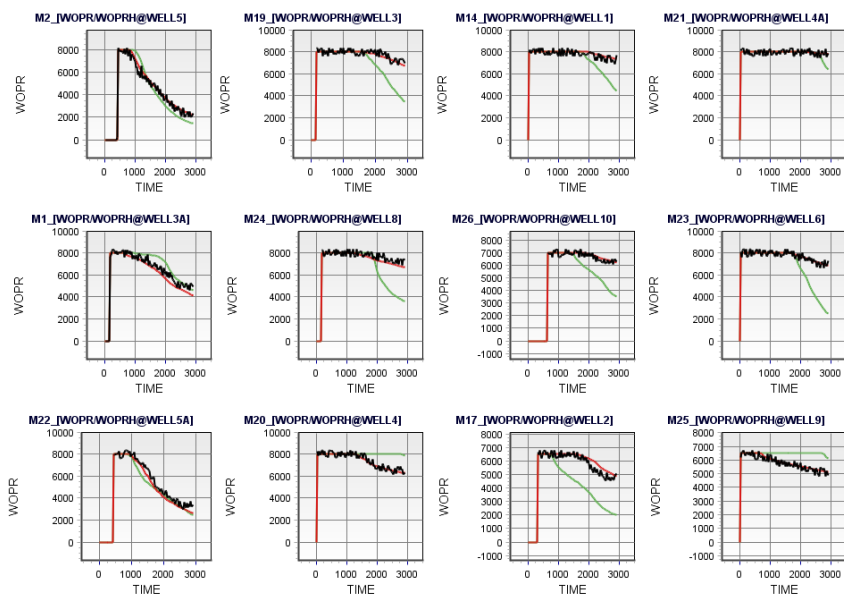 M2_[WOPR/WOPRH@WELL5]
WOPR
8000
6000
4000
2000
0
0 1000 2000 3000
TIME
M19_[WOPR/WOPRH@WELL3]
WOPR
10000
8000
6000
4000
2000
0
0 1000 2000 3000
TIME
M14_[WOPR/WOPRH@WELL1]
WOPR
10000
8000
6000
4000
2000
0
0 1000 2000 3000
TIME
M21_[WOPR/WOPRH@WELL4A]
WOPR
10000
8000
6000
4000
2000
0
0 1000 2000 3000
TIME
M1_[WOPR/WOPRH@WELL3A]
WOPR
10000
8000
6000
4000
2000
0
0 1000 2000 3000
TIME
M24_[WOPR/WOPRH@WELL8]
WOPR
10000
8000
6000
4000
2000
0
0 1000 2000 3000
TIME
M26_[WOPR/WOPRH@WELL10]
WOPR
8000
7000
6000
5000
4000
3000
2000
10000
0
-1000
0 1000 2000 3000
TIME
M23_[WOPR/WOPRH@WELL6]
WOPR
10000
8000
6000
4000
2000
0
0 1000 2000 3000
TIME
M22_[WOPR/WOPRH@WELL5A]
WOPR
10000
8000
6000
4000
2000
0
0 1000 2000 3000
TIME
M20_[WOPR/WOPRH@WELL4]
WOPR
10000
8000
6000
4000
2000
0
0 1000 2000 3000
TIME
M17_[WOPR/WOPRH@WELL2]
WOPR
8000
7000
6000
5000
4000
3000
2000
1000
0
-1000
0 1000 2000 3000
TIME
M25_[WOPR/WOPRH@WELL9]
WOPR
8000
7000
6000
5000
4000
3000
2000
1000
0
-1000
0 1000 2000 3000
TIME